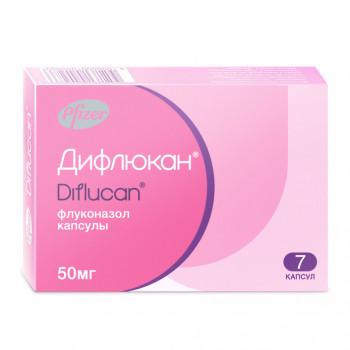 Pfizer
Дифлюкан®
Diflucan®
флуконазол
капсулы
50мг
7
КАПСУЛ